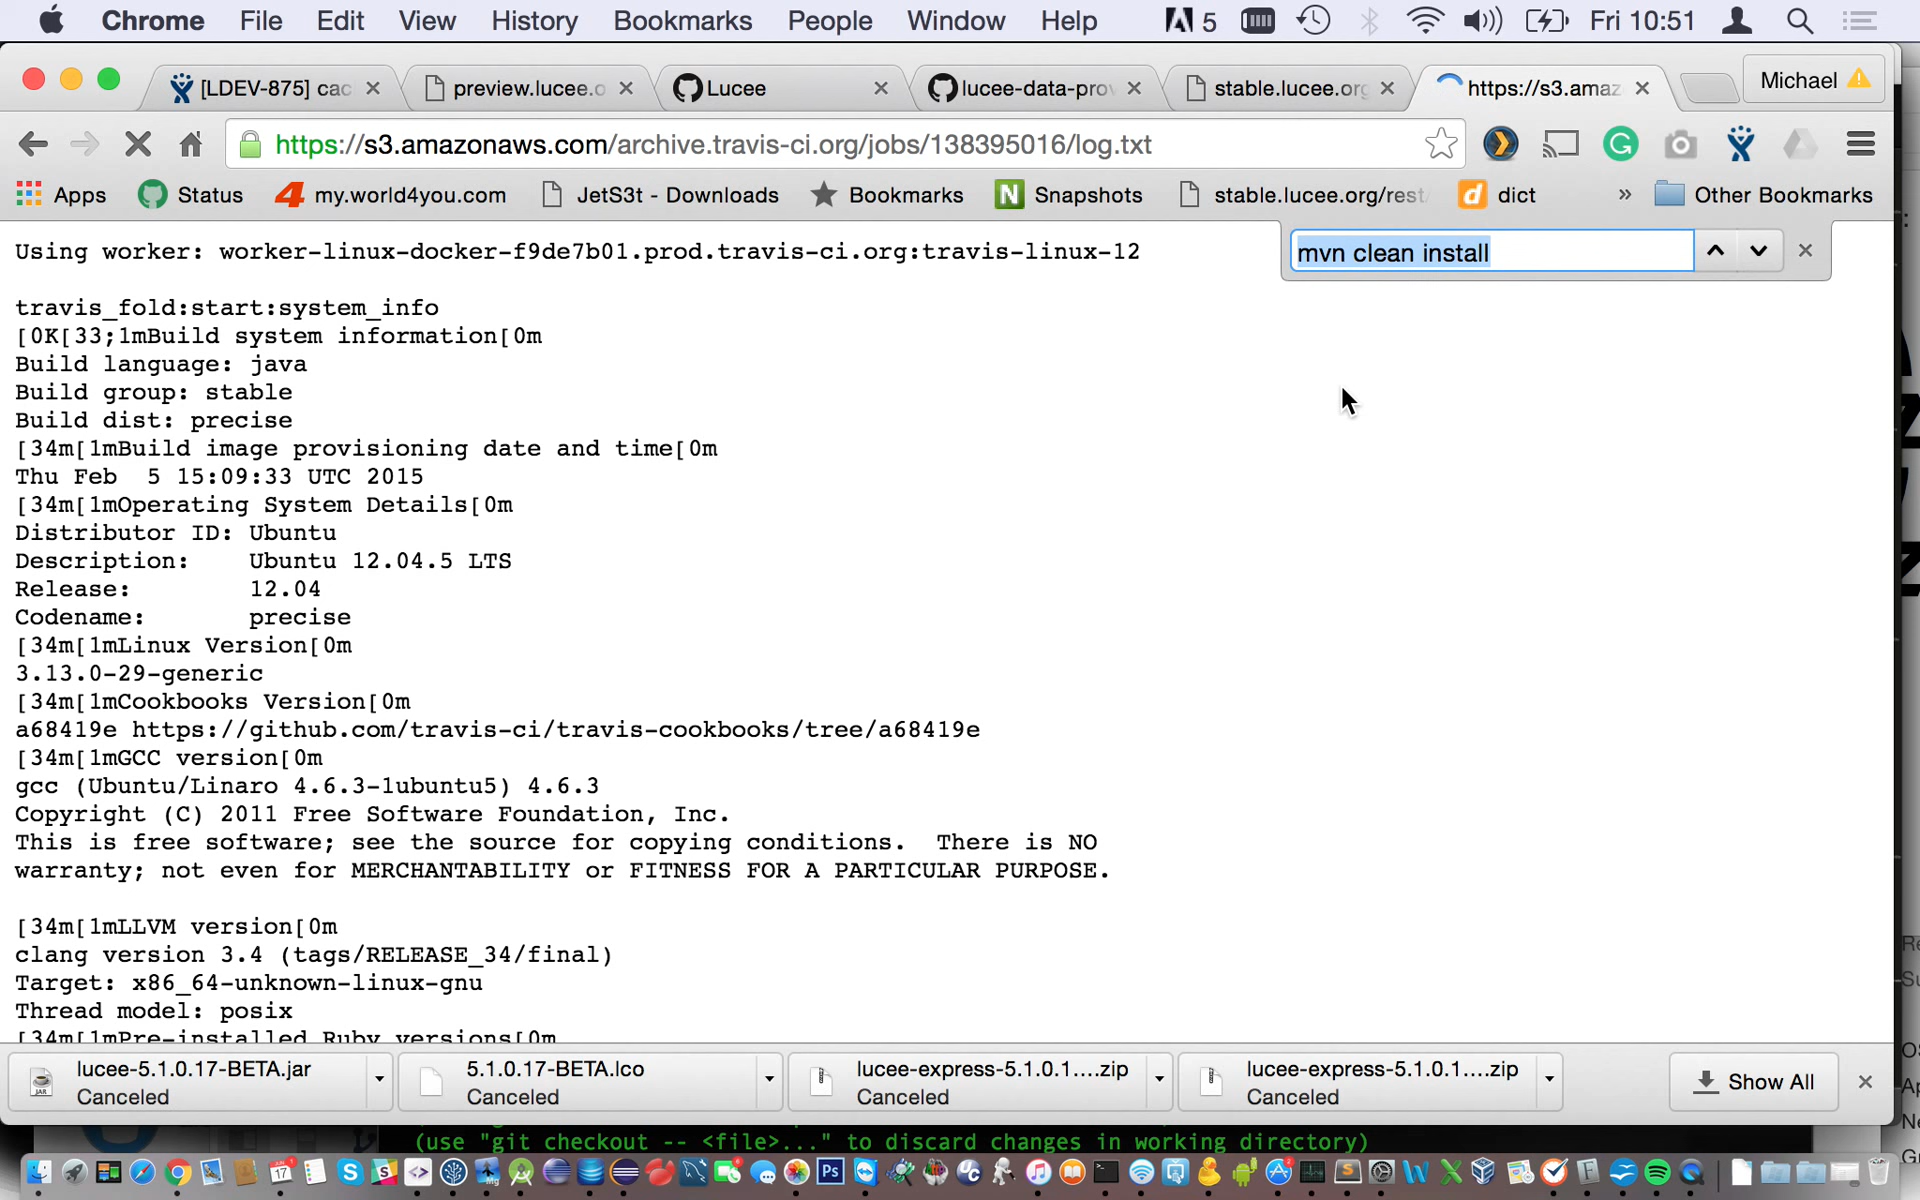 Chrome File Edit View History Bookmarks People Window Help 5 Fri 10:51
[LDEV-875] cac
preview.lucee.o
Lucee
lucee-data-prov
stable.lucee.org
https://s3.amaz
Michael
https://s3.amazonaws.com/archive.travis-ci.org/jobs/138395016/log.txt
Apps Status my.world4you.com JetS3t - Downloads Bookmarks Snapshots stable.lucee.org/rest dict » Other Bookmarks
mvn clean install
Using worker: worker-linux-docker-f9de7b01.prod.travis-ci.org:travis-linux-12
travis_fold:start:system_info
[0K[33;1mBuild system information[0m
Build language: java
Build group: stable
Build dist: precise
[34m[1mBuild image provisioning date and time[0m
Thu Feb  5 15:09:33 UTC 2015
[34m[1mOperating System Details[0m
Distributor ID: Ubuntu
Description:    Ubuntu 12.04.5 LTS
Release:        12.04
Codename:       precise
[34m[1mLinux Version[0m
3.13.0-29-generic
[34m[1mCookbooks Version[0m
a68419e https://github.com/travis-ci/travis-cookbooks/tree/a68419e
[34m[1mGCC version[0m
gcc (Ubuntu/Linaro 4.6.3-1ubuntu5) 4.6.3
Copyright (C) 2011 Free Software Foundation, Inc.
This is free software; see the source for copying conditions.  There is NO
warranty; not even for MERCHANTABILITY or FITNESS FOR A PARTICULAR PURPOSE.
[34m[1mLLVM version[0m
clang version 3.4 (tags/RELEASE_34/final)
Target: x86_64-unknown-linux-gnu
Thread model: posix
[34m[1mPre-installed Ruby versions[0m
lucee-5.1.0.17-BETA.jar
Canceled
5.1.0.17-BETA.lco
Canceled
lucee-express-5.1.0.1....zip
Canceled
lucee-express-5.1.0.1....zip
Canceled
Show All
(use "git checkout -- <file>..." to discard changes in working directory)